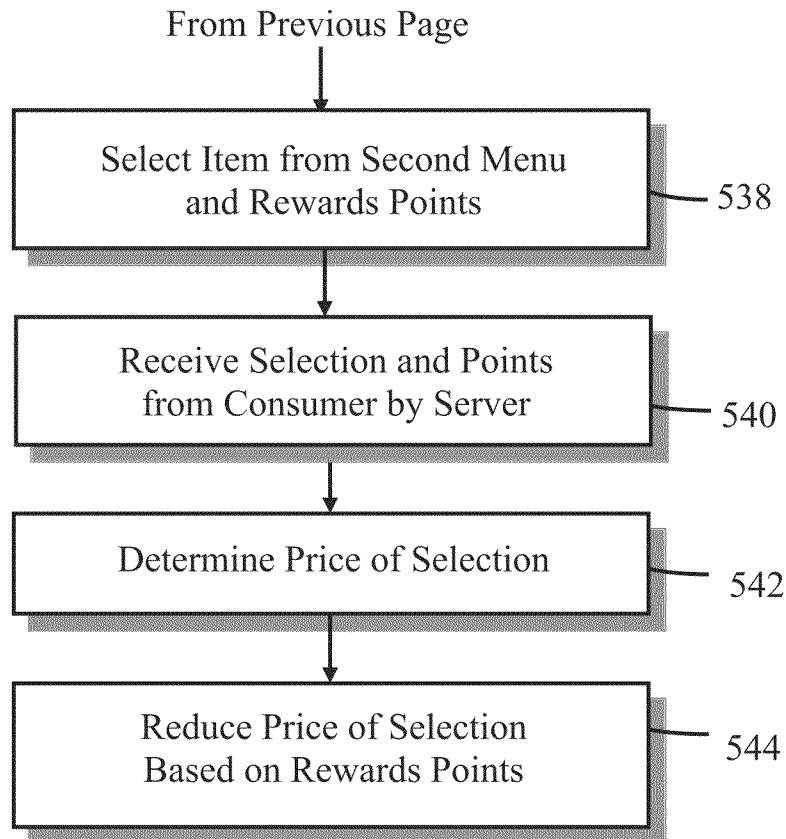 From Previous Page
Select Item from Second Menu
and Rewards Points
538
Receive Selection and Points
from Consumer by Server
540
Determine Price of Selection
542
Reduce Price of Selection
Based on Rewards Points
544